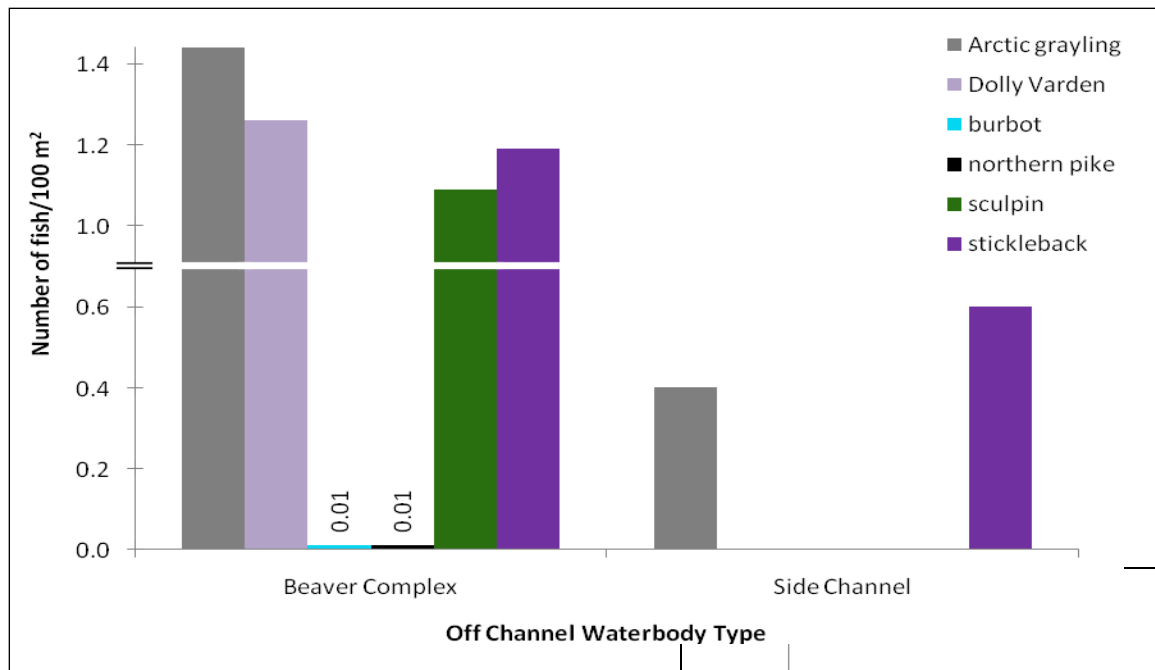 Arctic grayling
Dolly Varden
burbot
northern pike
sculpin
stickleback
Number of fish/100 m²
1.4
1.2
1.0
0.6
0.4
0.2
0.0
0.01
0.01
Beaver Complex
Side Channel
Off Channel Waterbody Type